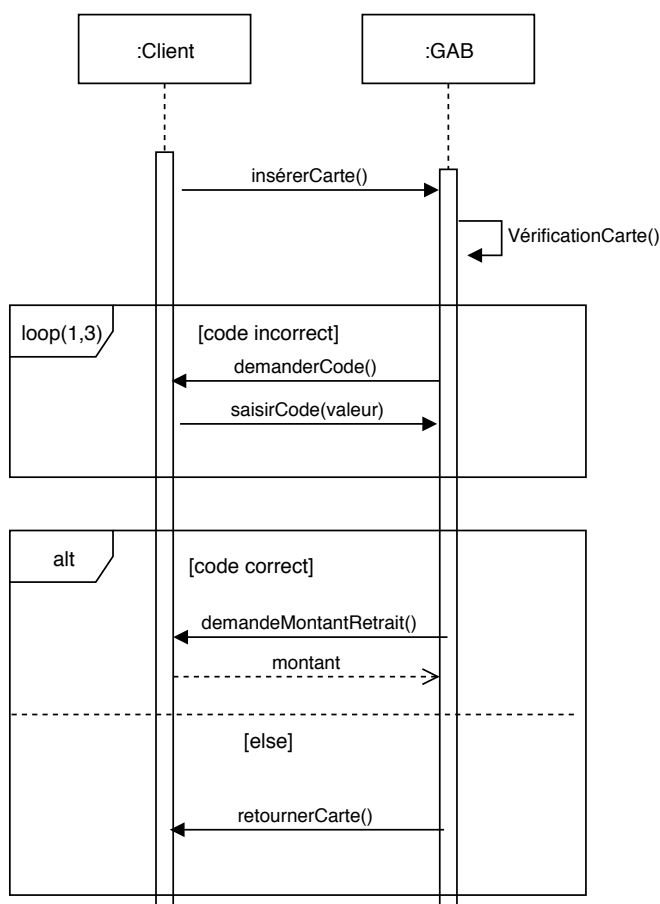 :Client
:GAB
insérerCarte()
VérificationCarte()
loop(1,3)
[code incorrect]
demanderCode()
saisirCode(valeur)
alt
[code correct]
demandeMontantRetrait()
montant
[else]
retournerCarte()